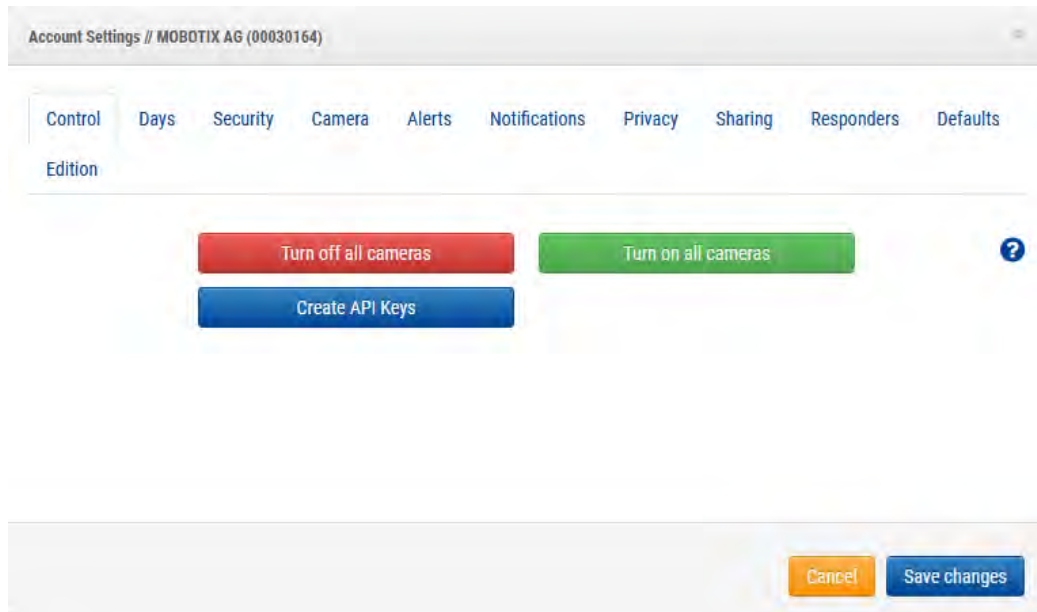 Account Settings // MOBOTIX AG (00030164)
Control Days Security Camera Alerts Notifications Privacy Sharing Responders Defaults
Edition
Turn off all cameras Turn on all cameras ?
Create API Keys
Cancel Save changes